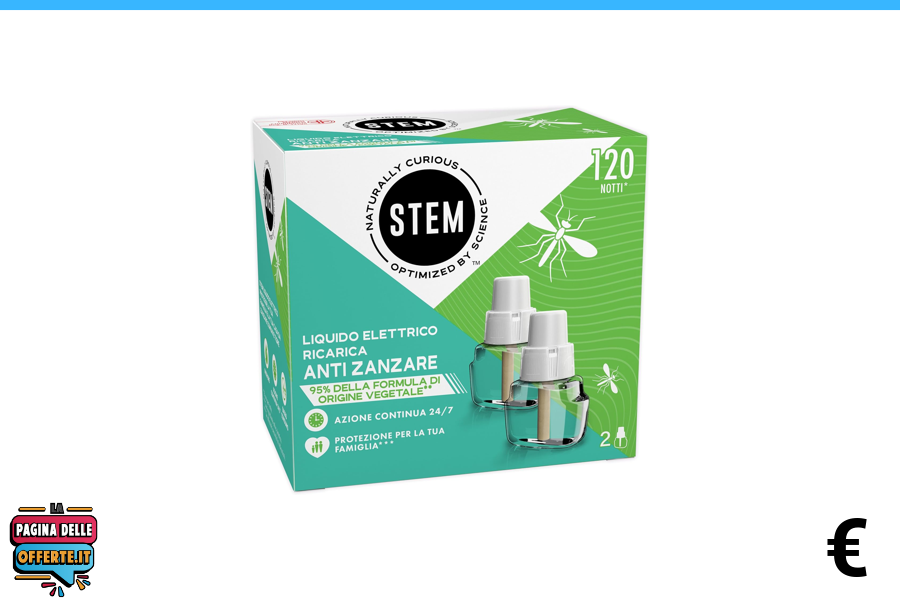 STEM
120
NOTTI*
NATURALLY CURIOUS
STEM
OPTIMIZED BY SCIENCE
TM
LIQUIDO ELETTRICO
RICARICA
ANTI ZANZARE
95% DELLA FORMULA DI
ORIGINE VEGETALE**
AZIONE CONTINUA 24/7
PROTEZIONE PER LA TUA
FAMIGLIA***
2
LA
PAGINA DELLE
OFFERTE.IT
€